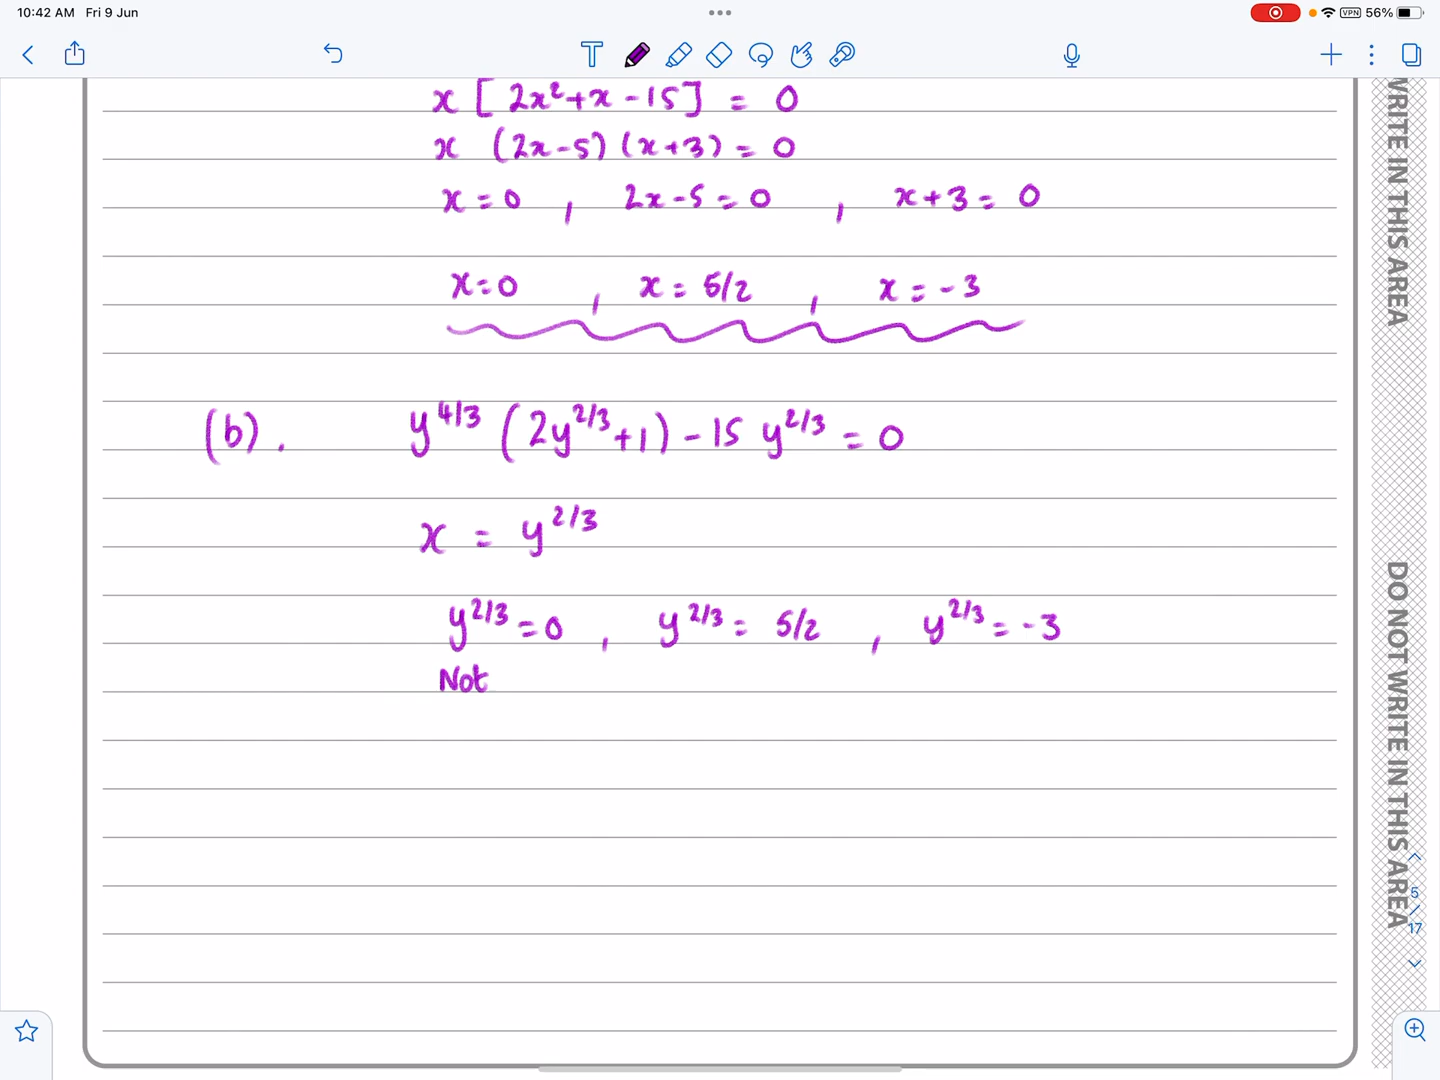 10:42 AM Fri 9 Jun
VPN 56%
T
x [ 2x²+x -15] = 0
x (2x-5) (x+3) = 0
x = 0 , 2x-5=0 , x+3 = 0
x=0 , x = 5/2 , x = -3
(b). y^{4/3} (2y^{2/3}+1) - 15 y^{2/3} = 0
x = y^{2/3}
y^{2/3} = 0 , y^{2/3} = 5/2 , y^{2/3} = -3
Not
WRITE IN THIS AREA
DO NOT WRITE IN THIS AREA
5
/
17